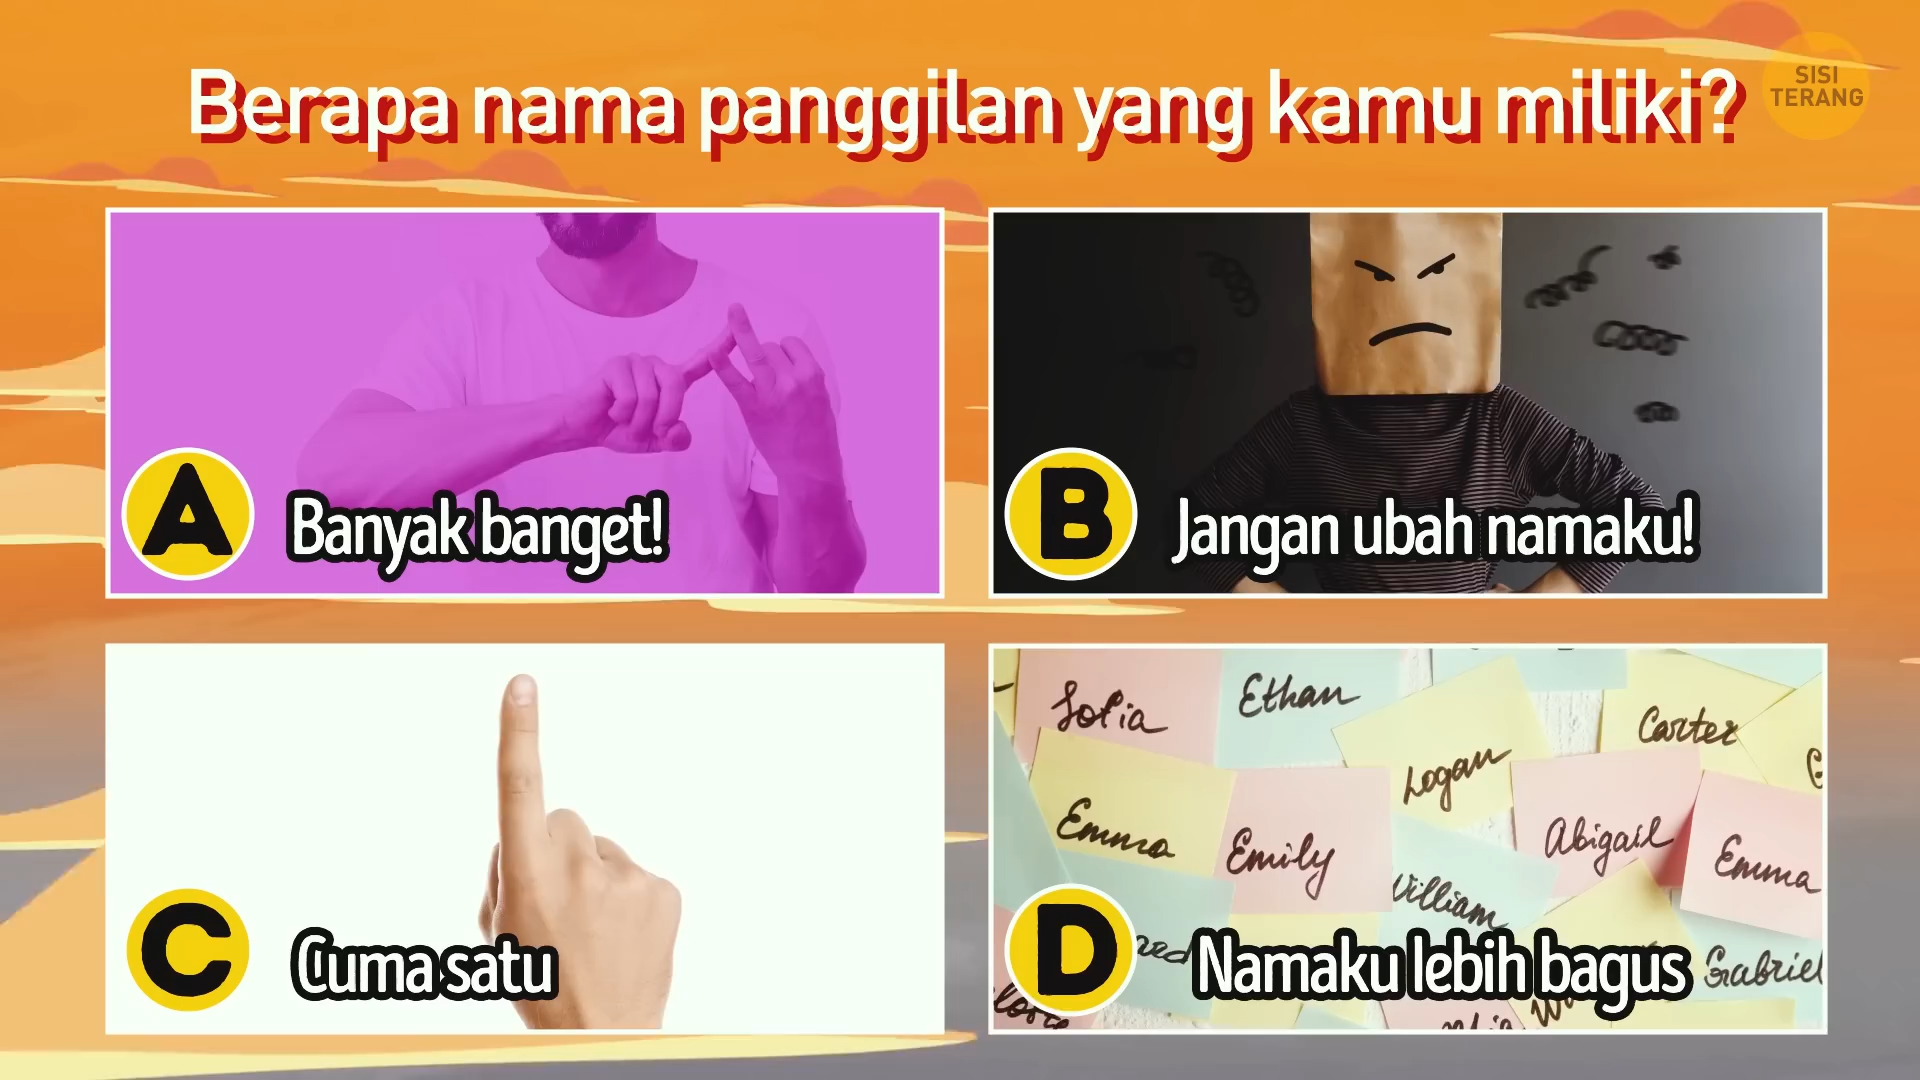 Berapa nama panggilan yang kamu miliki?
SISI
TERANG
A
Banyak banget!
B
Jangan ubah namaku!
C
Cuma satu
D
Namaku lebih bagus
Sofia
Ethan
Carter
Logan
Emma
Emily
Abigail
Emma
William
Gabriel